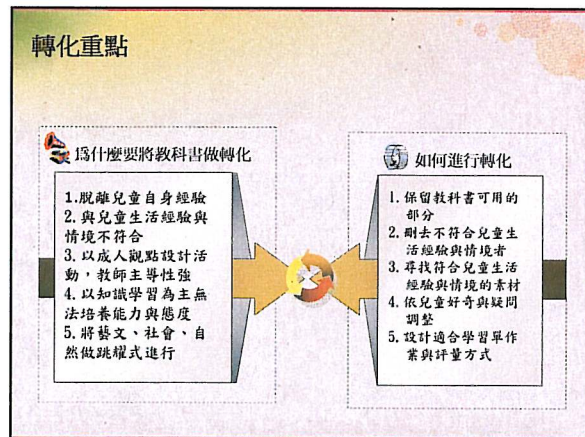 轉化重點
爲什麼要將教科書做轉化
1.脫離兒童自身經驗
2.與兒童生活經驗與
情境不符合
3.以成人觀點設計活
動，教師主導性強
4.以知識學習為主無
法培養能力與態度
5.將藝文、社會、自
然做跳耀式進行
如何進行轉化
1.保留教科書可用的
部分
2.刪去不符合兒童生
活經驗與情境者
3.尋找符合兒童生活
經驗與情境的素材
4.依兒童好奇與疑問
調整
5.設計適合學習單作
業與評量方式